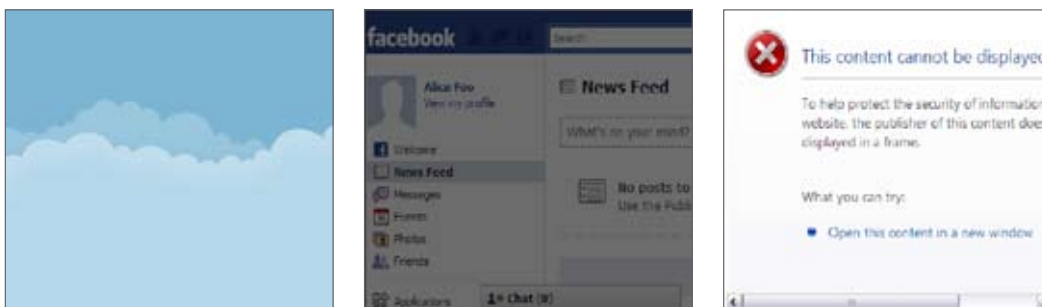 facebook
Search
Alice Foo
View my profile
News Feed
What's on your mind?
Welcome
News Feed
Messages
Events
Photos
Friends
No posts to
Use the Publi
Applications
Chat (0)
This content cannot be displayed
To help protect the security of information
website, the publisher of this content does
displayed in a frame.
What you can try:
Open this content in a new window